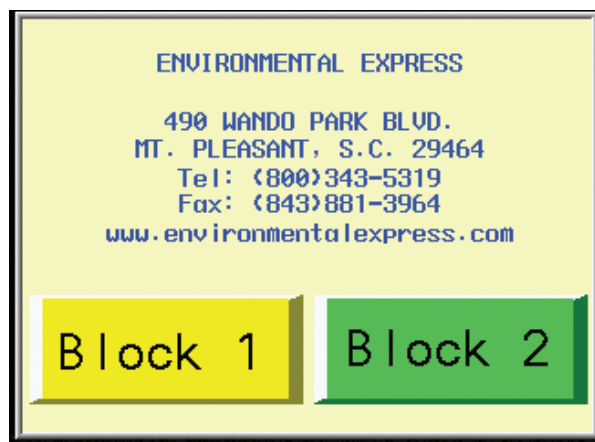 ENVIRONMENTAL EXPRESS
490 WANDO PARK BLVD.
MT. PLEASANT, S.C. 29464
Tel: (800)343-5319
Fax: (843)881-3964
www.environmentalexpress.com
Block 1
Block 2